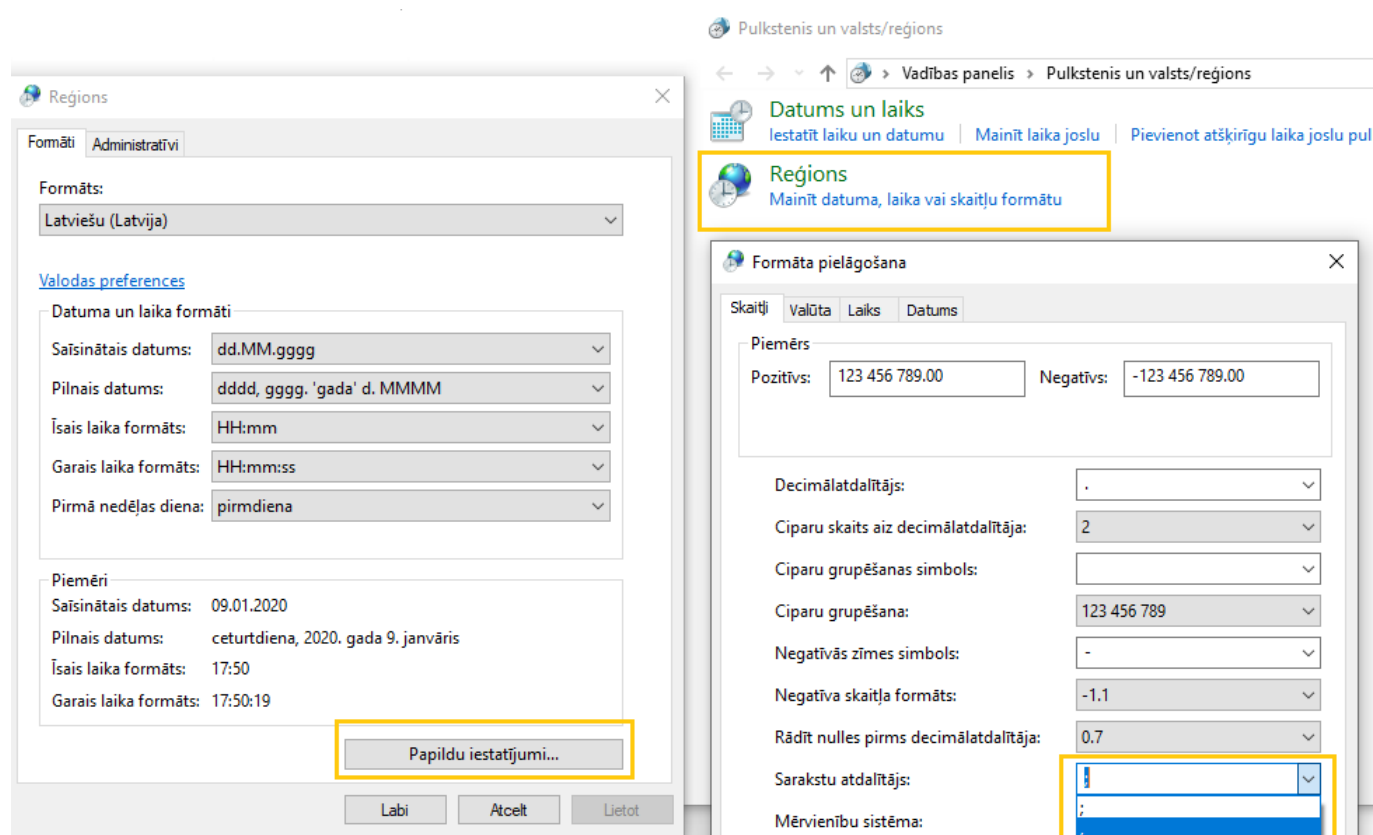 Reģions
Formāti
Administratīvi
Formāts:
Latviešu (Latvija)
Valodas preferences
Datuma un laika formāti
Saīsinātais datums: dd.MM.gggg
Pilnais datums: dddd, gggg. 'gada' d. MMMM
Īsais laika formāts: HH:mm
Garais laika formāts: HH:mm:ss
Pirmā nedēļas diena: pirmdiena
Piemēri
Saīsinātais datums: 09.01.2020
Pilnais datums: ceturtdiena, 2020. gada 9. janvāris
Īsais laika formāts: 17:50
Garais laika formāts: 17:50:19
Papildu iestatījumi...
Labi Atcelt Lietot
Pulkstenis un valsts/reģions
Vadības panelis › Pulkstenis un valsts/reģions
Datums un laiks
Iestatīt laiku un datumu Mainīt laika joslu Pievienot atšķirīgu laika joslu pul
Reģions
Mainīt datuma, laika vai skaitļu formātu
Formāta pielāgošana
Skaitļi Valūta Laiks Datums
Piemērs
Pozitīvs: 123 456 789.00 Negatīvs: -123 456 789.00
Decimālatdalītājs: .
Ciparu skaits aiz decimālatdalītāja: 2
Ciparu grupēšanas simbols:
Ciparu grupēšana: 123 456 789
Negatīvās zīmes simbols: -
Negatīva skaitļa formāts: -1.1
Rādīt nulles pirms decimālatdalītāja: 0.7
Sarakstu atdalītājs: ;
;
Mērvienību sistēma: